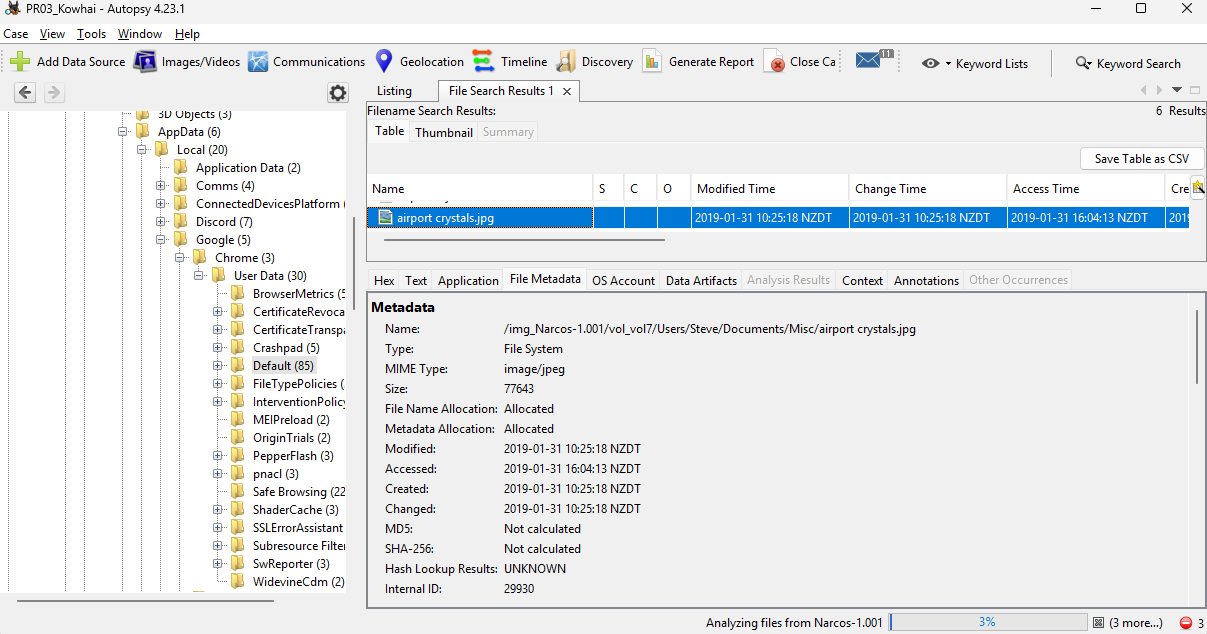 PR03_Kowhai - Autopsy 4.23.1
Case View Tools Window Help
Add Data Source Images/Videos Communications Geolocation Timeline Discovery Generate Report Close Ca 11 Keyword Lists Keyword Search
Listing File Search Results 1
Filename Search Results:
6 Results
Table Thumbnail Summary
Save Table as CSV
Name S C O Modified Time Change Time Access Time Cre
airport crystals.jpg 2019-01-31 10:25:18 NZDT 2019-01-31 10:25:18 NZDT 2019-01-31 16:04:13 NZDT 2019
3D Objects (3)
AppData (6)
Local (20)
Application Data (2)
Comms (4)
ConnectedDevicesPlatform (
Discord (7)
Google (5)
Chrome (3)
User Data (30)
BrowserMetrics (5
CertificateRevoca
CertificateTranspa
Crashpad (5)
Default (85)
FileTypePolicies (
InterventionPolicy
MEIPreload (2)
OriginTrials (2)
PepperFlash (3)
pnacl (3)
Safe Browsing (22
ShaderCache (3)
SSLErrorAssistant
Subresource Filter
SwReporter (3)
WidevineCdm (2)
Hex Text Application File Metadata OS Account Data Artifacts Analysis Results Context Annotations Other Occurrences
Metadata
Name: /img_Narcos-1.001/vol_vol7/Users/Steve/Documents/Misc/airport crystals.jpg
Type: File System
MIME Type: image/jpeg
Size: 77643
File Name Allocation: Allocated
Metadata Allocation: Allocated
Modified: 2019-01-31 10:25:18 NZDT
Accessed: 2019-01-31 16:04:13 NZDT
Created: 2019-01-31 10:25:18 NZDT
Changed: 2019-01-31 10:25:18 NZDT
MD5: Not calculated
SHA-256: Not calculated
Hash Lookup Results: UNKNOWN
Internal ID: 29930
Analyzing files from Narcos-1.001 3% (3 more...) 3